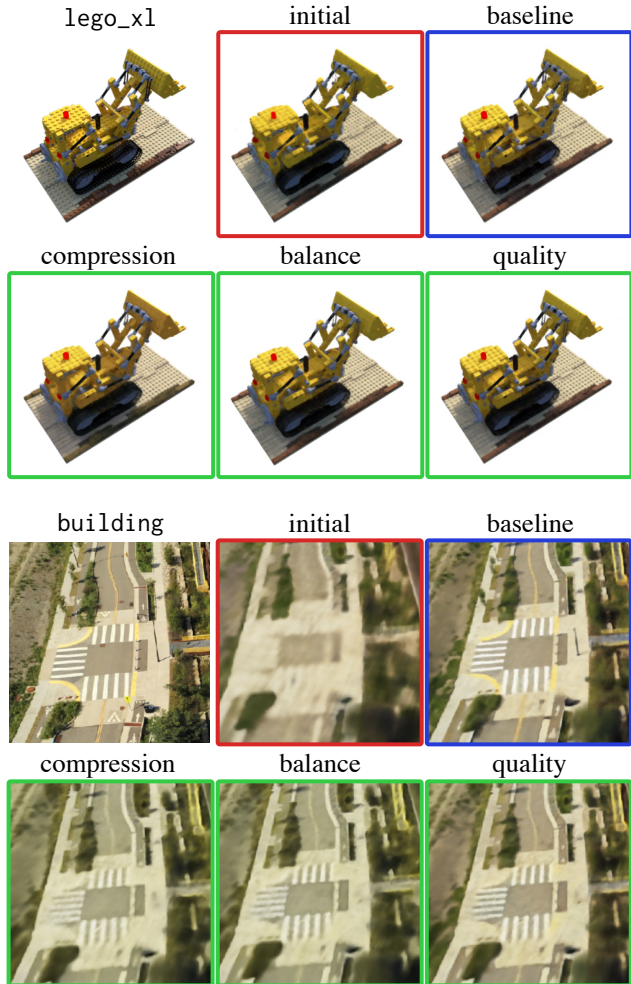 lego_xl initial baseline
compression balance quality
building initial baseline
compression balance quality